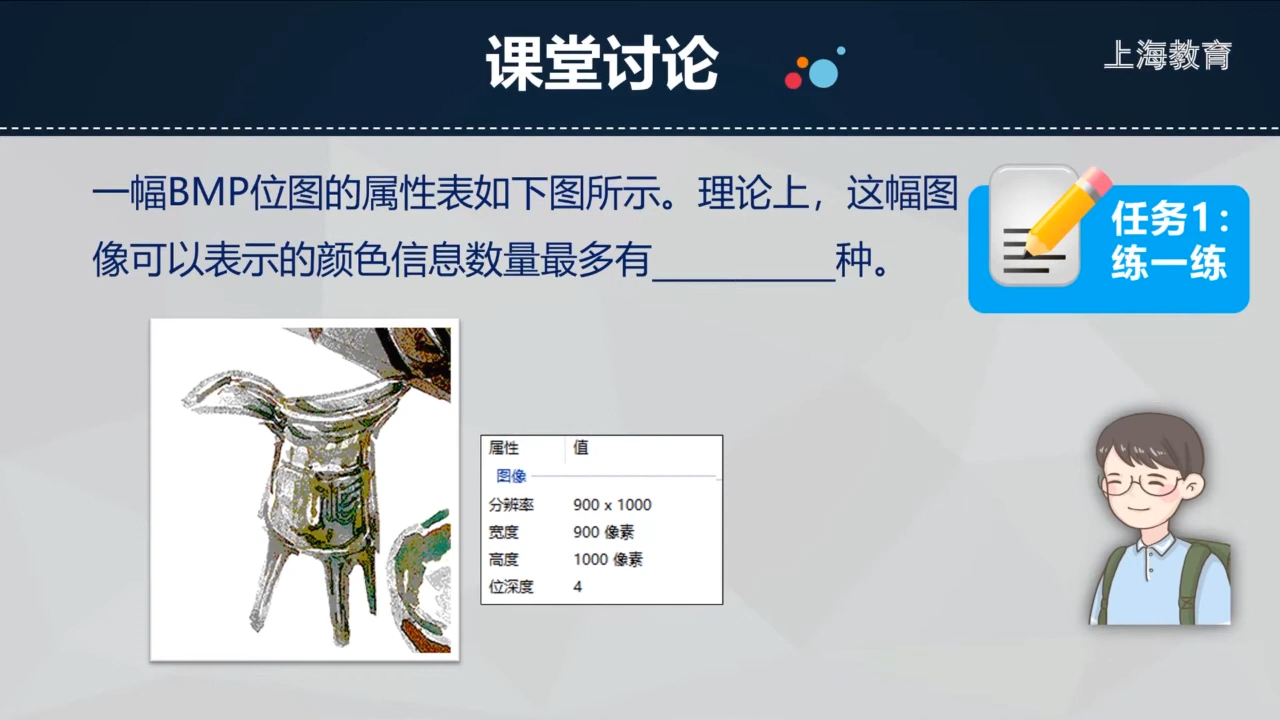 课堂讨论
上海教育
一幅BMP位图的属性表如下图所示。理论上，这幅图
像可以表示的颜色信息数量最多有__________种。
任务1：
练一练
属性 值
图像
分辨率 900 x 1000
宽度 900 像素
高度 1000 像素
位深度 4